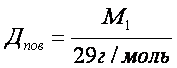 Д_пов = M_1 / 29г / моль